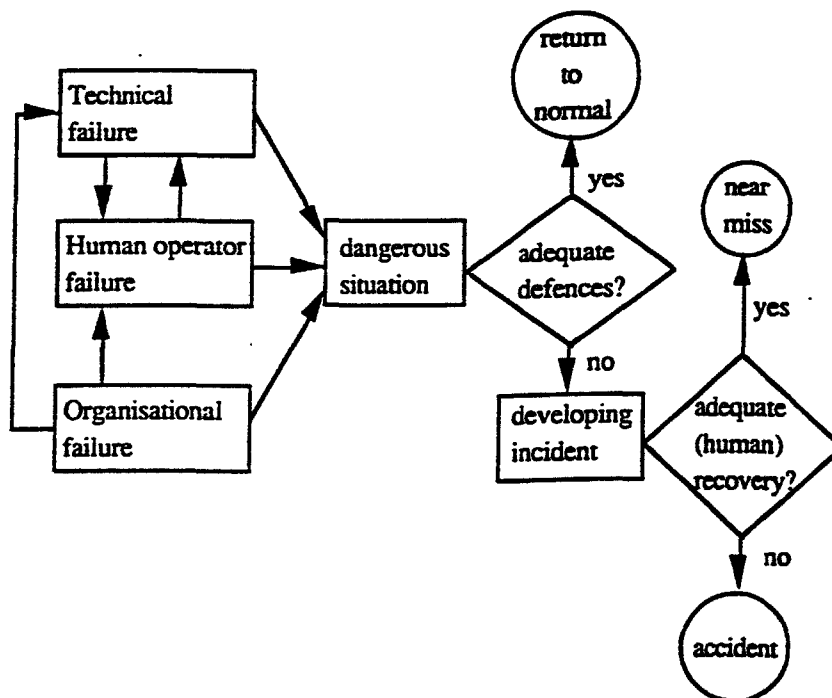 Technical
failure
Human operator
failure
Organisational
failure
dangerous
situation
adequate
defences?
yes
return
to
normal
no
developing
incident
adequate
(human)
recovery?
yes
near
miss
no
accident